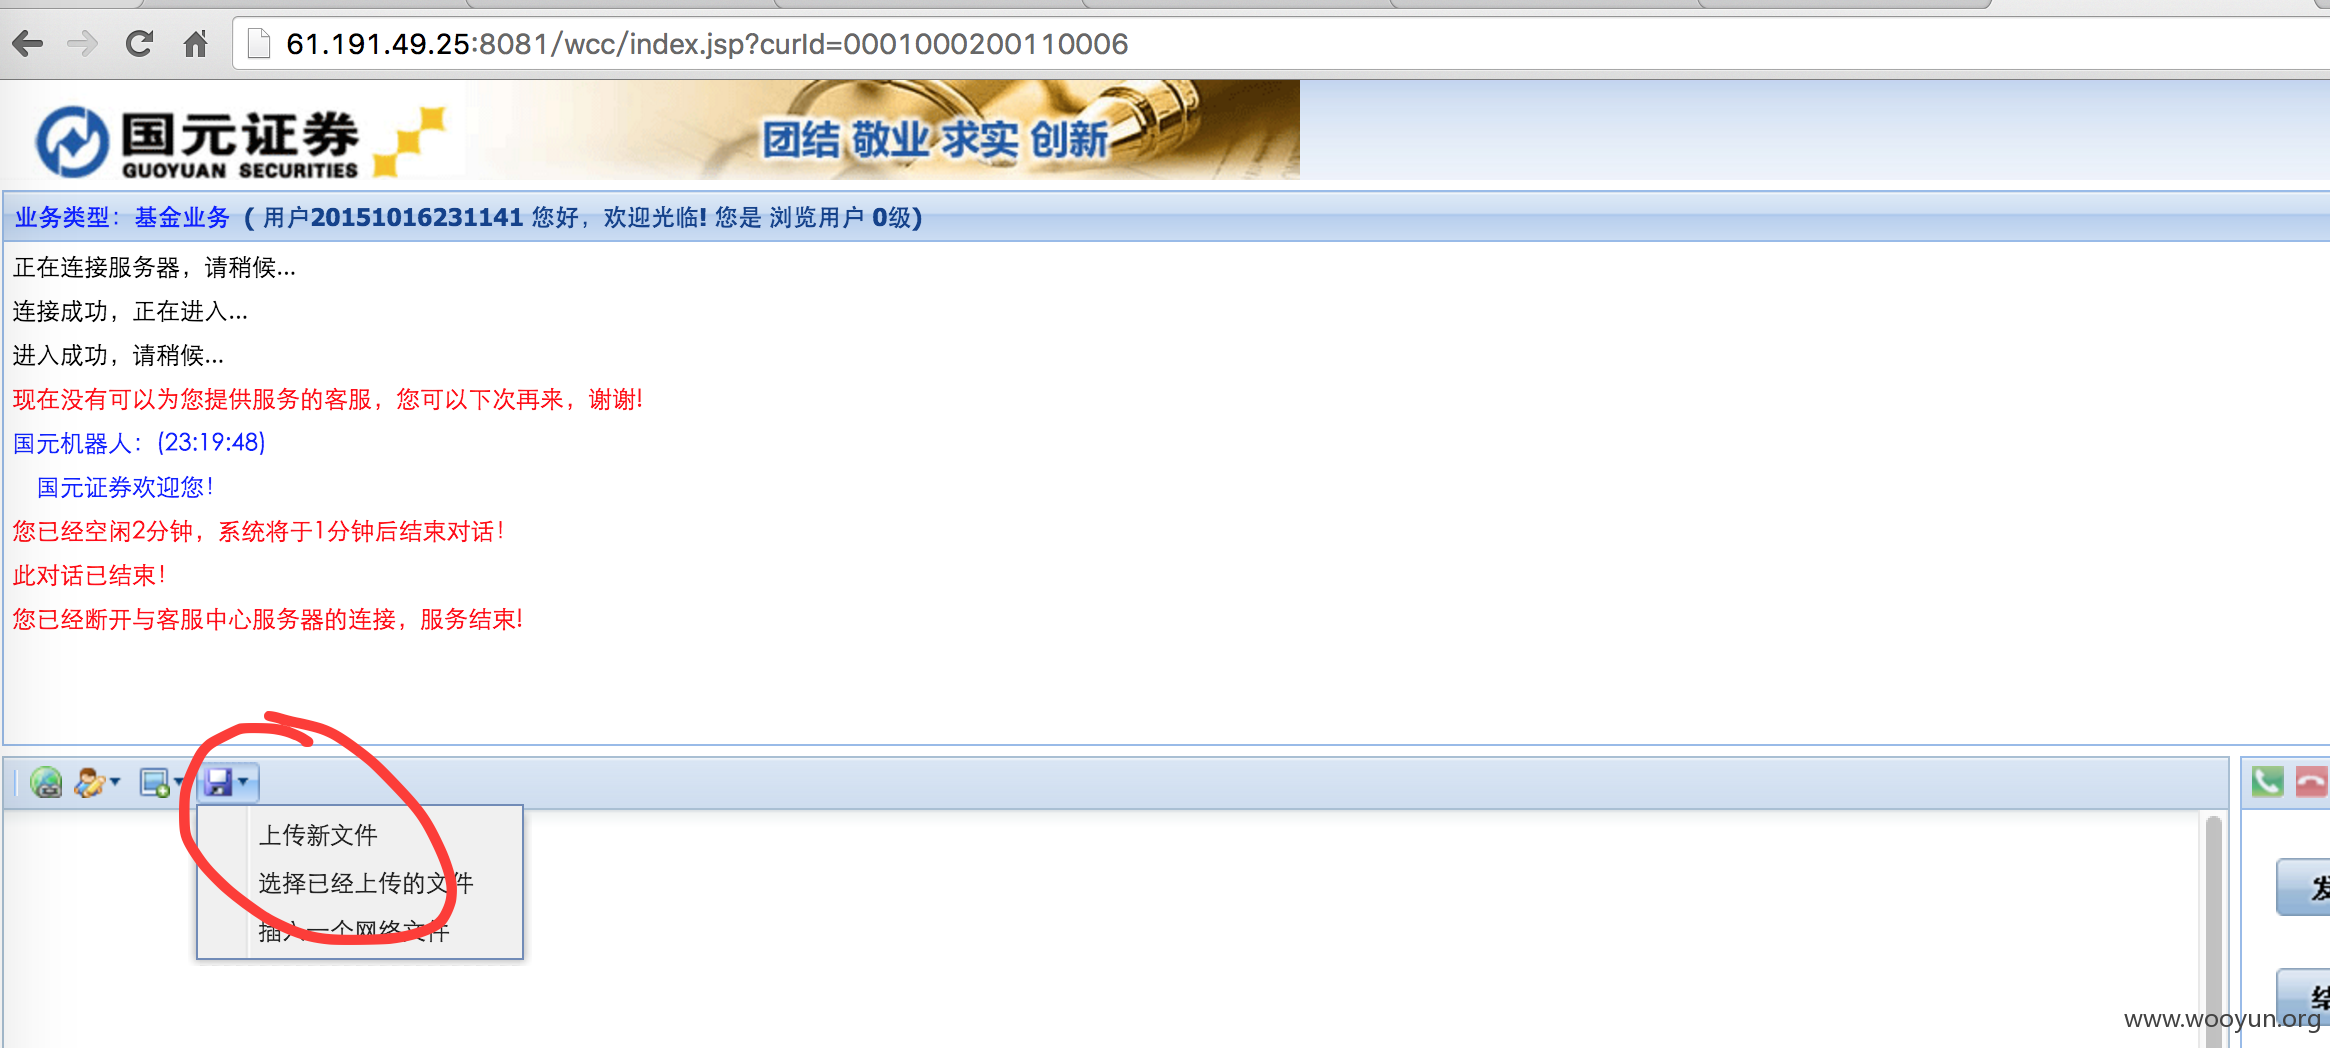 61.191.49.25:8081/wcc/index.jsp?curId=0001000200110006
国元证券
GUOYUAN SECURITIES
团结 敬业 求实 创新
业务类型：基金业务 ( 用户20151016231141 您好，欢迎光临! 您是 浏览用户 0级)
正在连接服务器，请稍候...
连接成功，正在进入...
进入成功，请稍候...
现在没有可以为您提供服务的客服，您可以下次再来，谢谢!
国元机器人：(23:19:48)
国元证券欢迎您！
您已经空闲2分钟，系统将于1分钟后结束对话！
此对话已结束！
您已经断开与客服中心服务器的连接，服务结束!
上传新文件
选择已经上传的文件
插入一个网络文件
www.wooyun.org